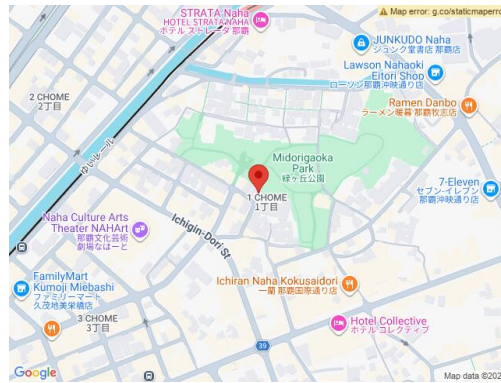 STRATA Naha
HOTEL STRATA NAHA
ホテル ストレータ 那覇
Map error: g.co/staticmaperro
JUNKUDO Naha
ジュンク堂書店 那覇店
Lawson Nahaoki
Eitori Shop
ローソン那覇沖映通り店
2 CHOME
2丁目
Ramen Danbo
ラーメン暖暮 那覇牧志店
ゆいレール
Midorigaoka
Park
緑ヶ丘公園
7-Eleven
セブン-イレブン
那覇沖映通り店
1 CHOME
1丁目
Naha Culture Arts
Theater NAHArt
那覇文化芸術
劇場なはーと
Ichigin-Dori St
FamilyMart
Kumoji Miebashi
ファミリーマート
久茂地美栄橋店
Ichiran Naha Kokusaidori
一蘭 那覇国際通り店
3 CHOME
3丁目
Hotel Collective
ホテル コレクティブ
39
Google
Map data ©202